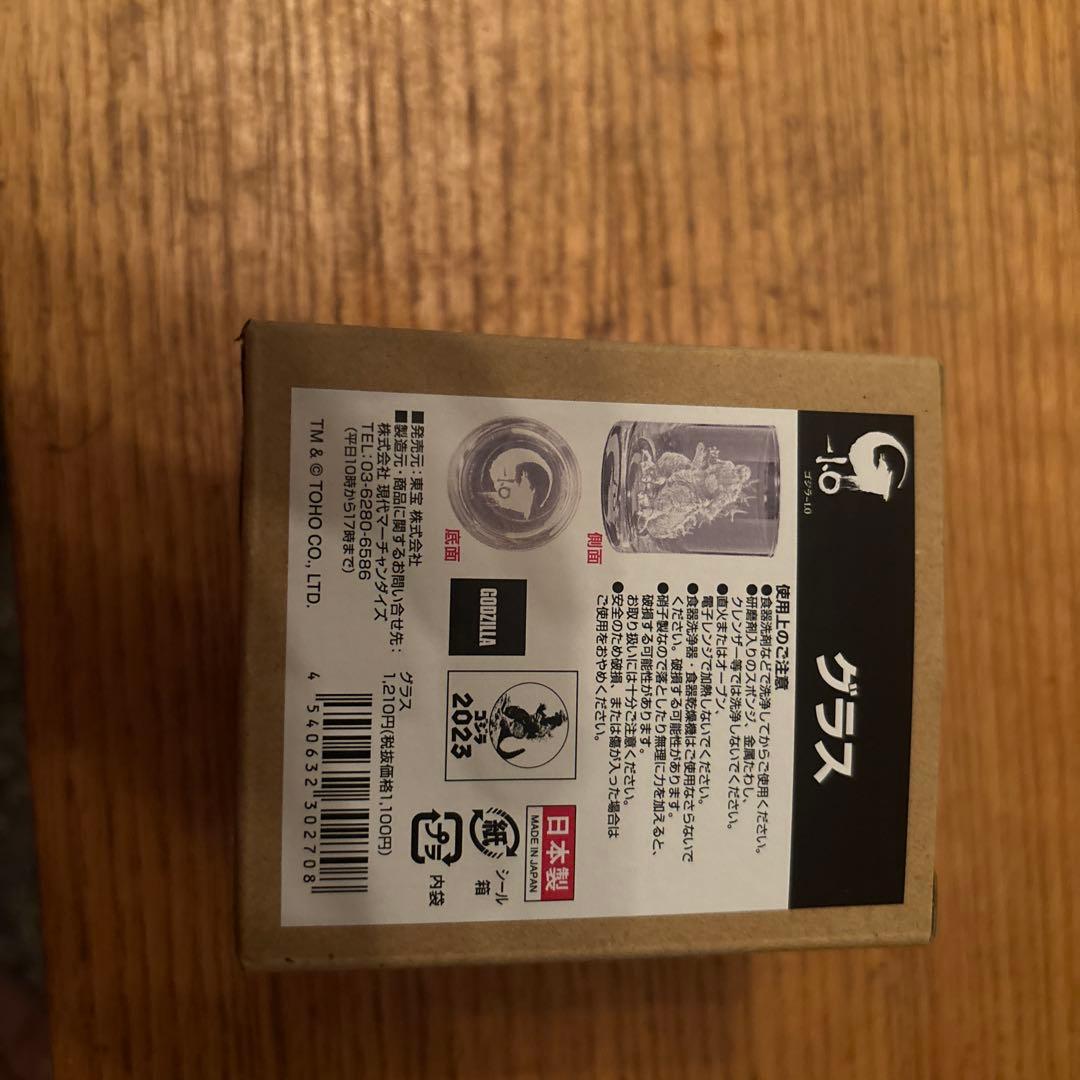 -1.0
ゴジラ-1.0
グラス
側面
-1.0
底面
使用上のご注意
●食器洗剤などで洗浄してからご使用ください。
●研磨剤入りのスポンジ、金属たわし、
クレンザー等では洗浄しないでください。
●直火またはオーブン、
電子レンジで加熱しないでください。
●食器洗浄器・食器乾燥機はご使用なさらないで
ください。破損する可能性があります。
●硝子製なので落としたり無理に力を加えると、
破損する可能性があります。
お取り扱いには十分ご注意ください。
●安全のため破損、または傷が入った場合は
ご使用をおやめください。
GODZILLA
ゴジラ
2023
日本製
MADE IN JAPAN
紙
シール
箱
プラ
内袋
■発売元：東宝 株式会社
■製造元・商品に関するお問い合せ先：
株式会社 現代マーチャンダイズ
TEL：03-6280-6586
(平日10時から17時まで)
TM & © TOHO CO., LTD.
グラス
1,210円(税抜価格1,100円)
4 540632 302708